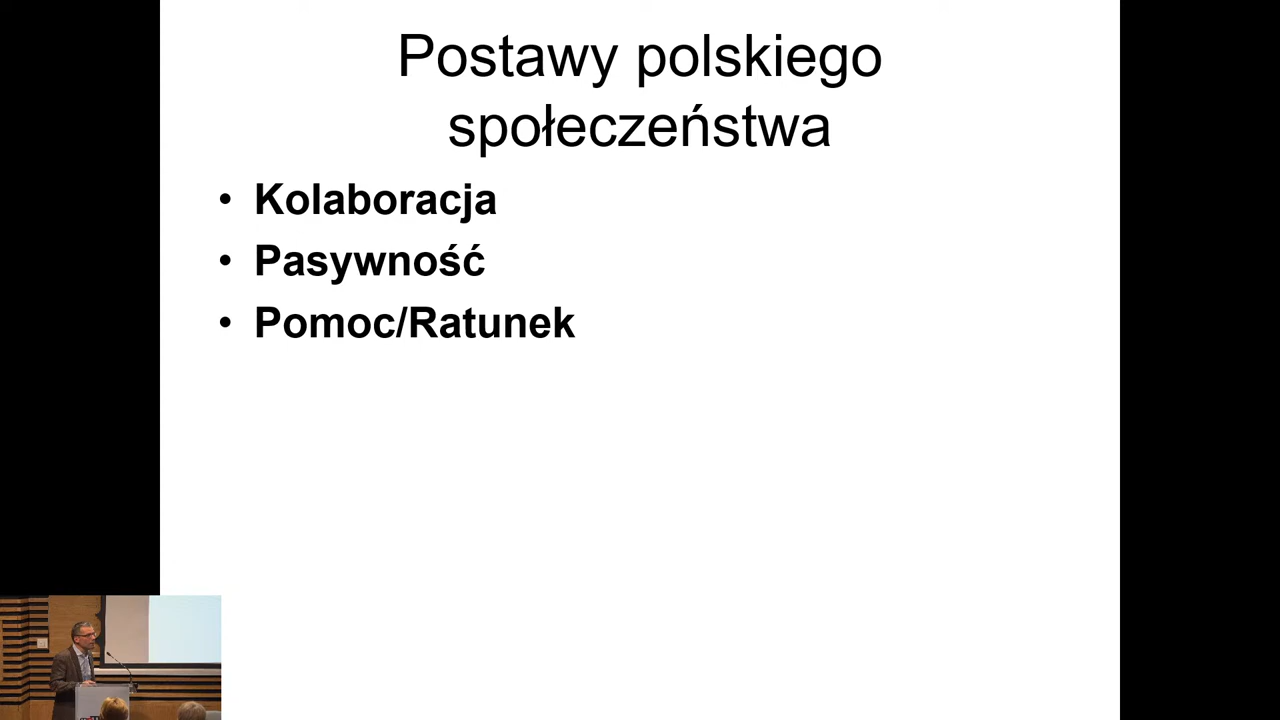 Postawy polskiego
społeczeństwa
• Kolaboracja
• Pasywność
• Pomoc/Ratunek